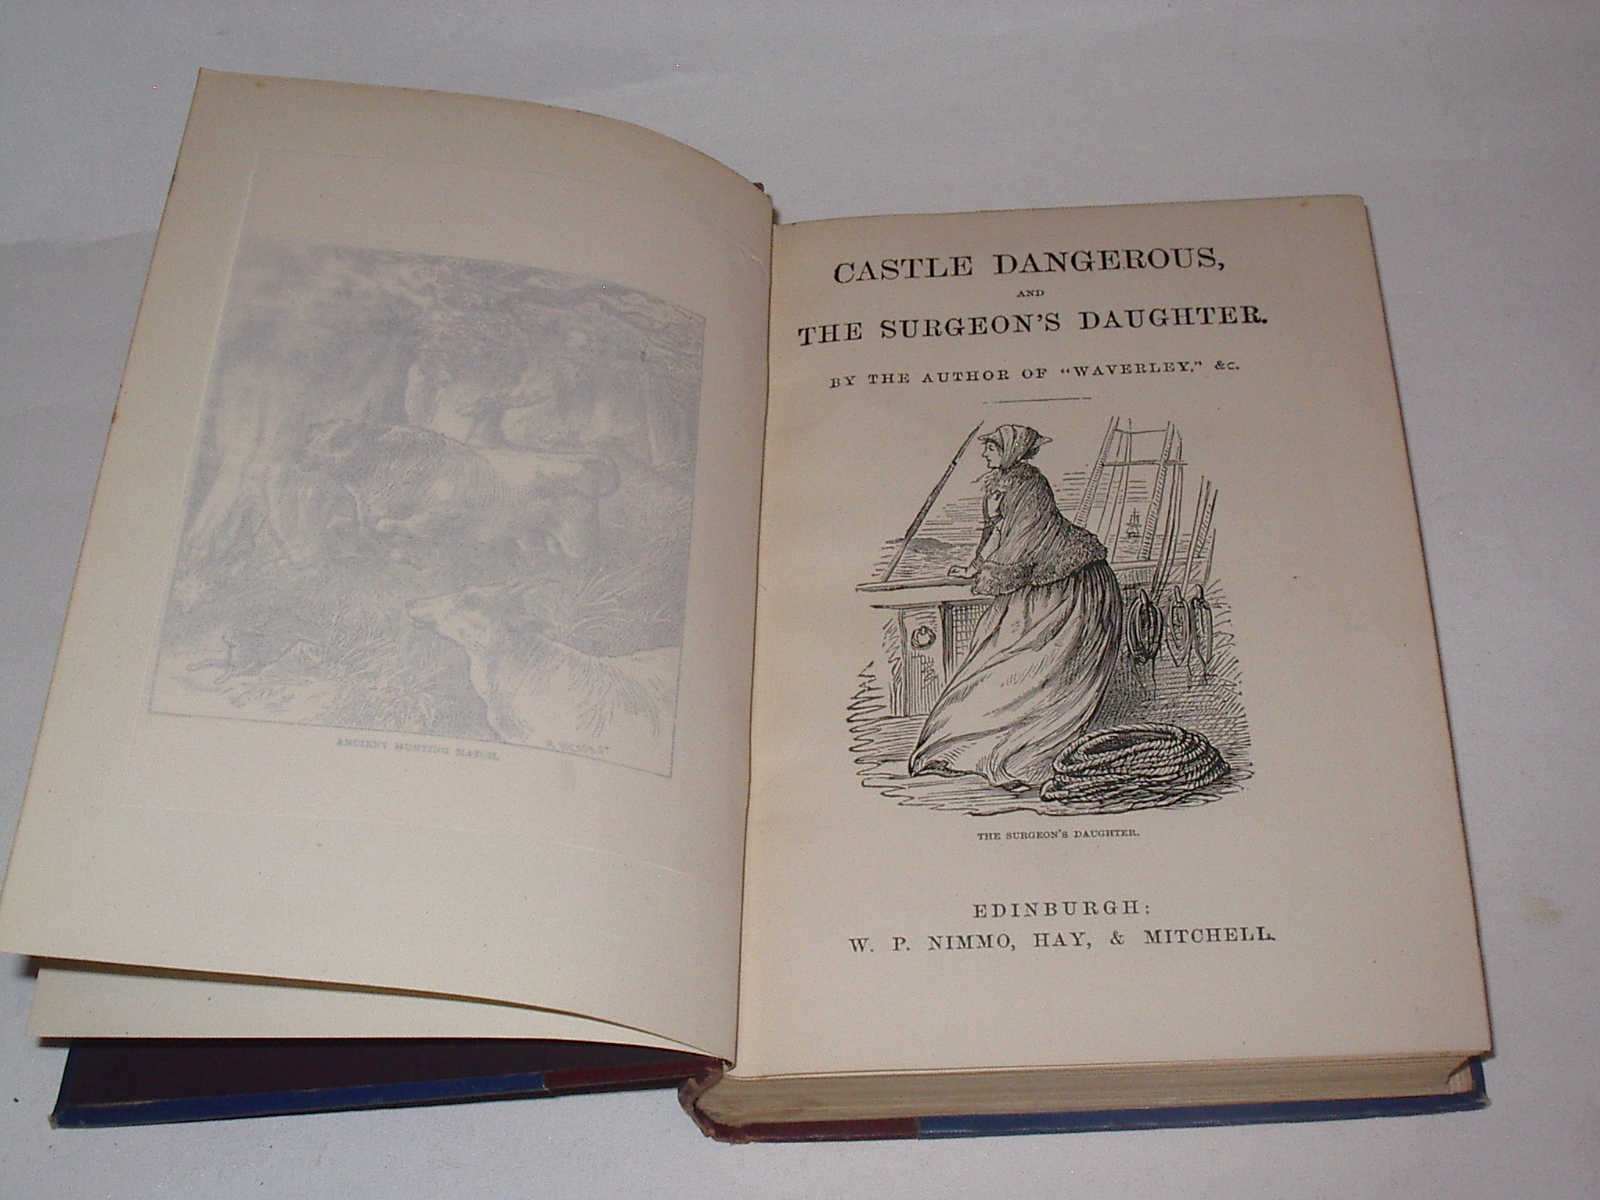 ANCIENT HUNTING MATCH.
CASTLE DANGEROUS,
AND
THE SURGEON'S DAUGHTER.
BY THE AUTHOR OF "WAVERLEY," &c.
THE SURGEON'S DAUGHTER.
EDINBURGH:
W. P. NIMMO, HAY, & MITCHELL.